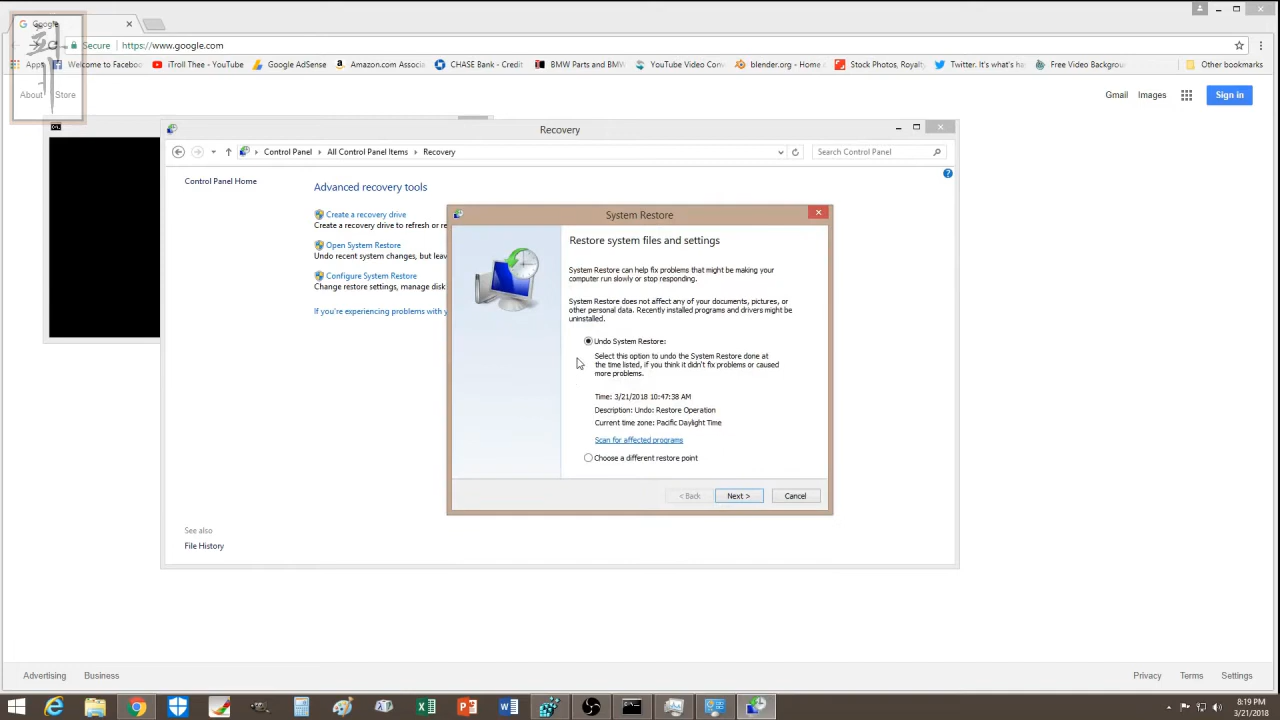 Google
Secure
https://www.google.com
Apps
Welcome to Faceboo
iTroll Thee - YouTube
Google AdSense
Amazon.com Associa
CHASE Bank - Credit
BMW Parts and BMW
YouTube Video Con
blender.org - Home o
Stock Photos, Royalty
Twitter. It's what's ha
Free Video Backgrou
Other bookmarks
About
Store
Gmail
Images
Sign in
Recovery
Control Panel
All Control Panel Items
Recovery
Search Control Panel
Control Panel Home
Advanced recovery tools
Create a recovery drive
Create a recovery drive to refresh or re
Open System Restore
Undo recent system changes, but leav
Configure System Restore
Change restore settings, manage disk
If you're experiencing problems with y
See also
File History
System Restore
Restore system files and settings
System Restore can help fix problems that might be making your
computer run slowly or stop responding.
System Restore does not affect any of your documents, pictures, or
other personal data. Recently installed programs and drivers might be
uninstalled.
Undo System Restore:
Select this option to undo the System Restore done at
the time listed, if you think it didn't fix problems or caused
more problems.
Time: 3/21/2018 10:47:38 AM
Description: Undo: Restore Operation
Current time zone: Pacific Daylight Time
Scan for affected programs
Choose a different restore point
< Back
Next >
Cancel
Advertising
Business
Privacy
Terms
Settings
8:19 PM
3/21/2018